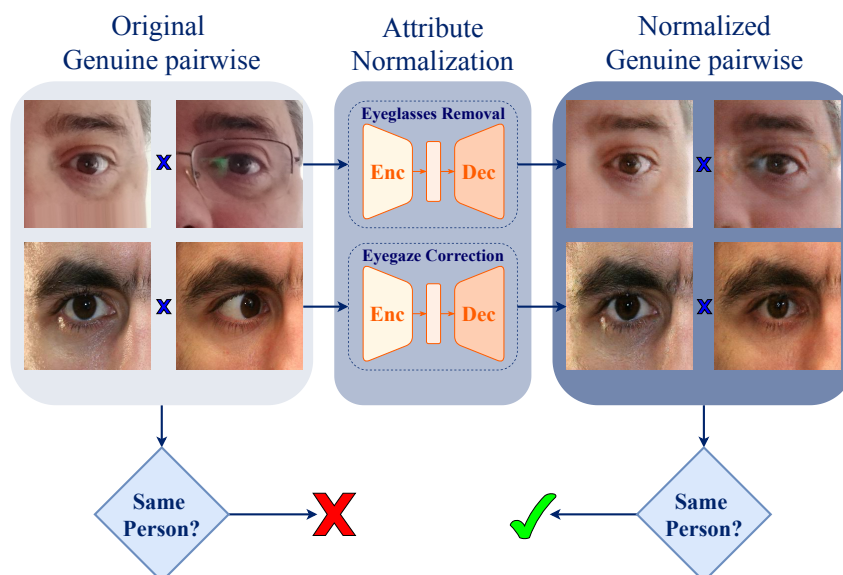 Original
Genuine pairwise
Attribute
Normalization
Normalized
Genuine pairwise
Eyeglasses Removal
x
Enc
Dec
x
Eyegaze Correction
x
Enc
Dec
x
Same
Person?
X
Same
Person?